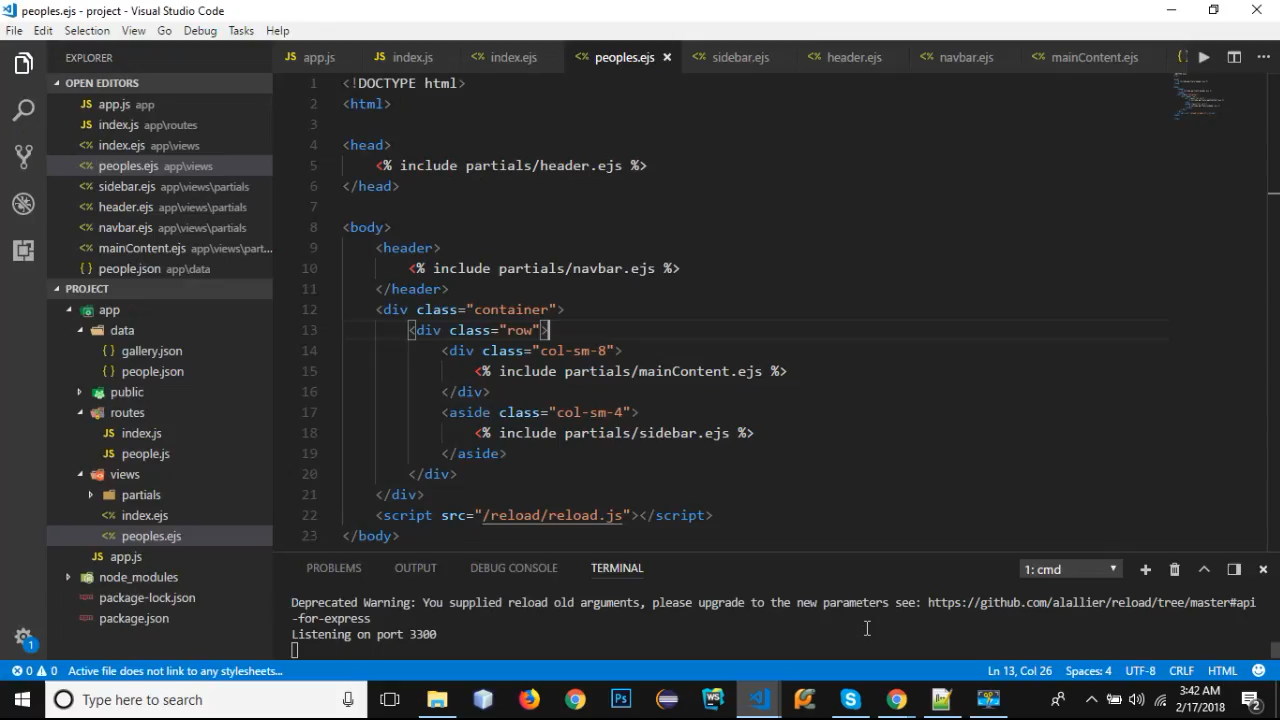 peoples.ejs - project - Visual Studio Code
File Edit Selection View Go Debug Tasks Help
EXPLORER
app.js index.js index.ejs peoples.ejs sidebar.ejs header.ejs navbar.ejs mainContent.ejs
OPEN EDITORS
app.js app
index.js app\routes
index.ejs app\views
peoples.ejs app\views
sidebar.ejs app\views\partials
header.ejs app\views\partials
navbar.ejs app\views\partials
mainContent.ejs app\views\part...
people.json app\data
PROJECT
app
data
gallery.json
people.json
public
routes
index.js
people.js
views
partials
index.ejs
peoples.ejs
app.js
node_modules
package-lock.json
package.json
1 <!DOCTYPE html>
2 <html>
3
4 <head>
5 <% include partials/header.ejs %>
6 </head>
7
8 <body>
9 <header>
10 <% include partials/navbar.ejs %>
11 </header>
12 <div class="container">
13 <div class="row">
14 <div class="col-sm-8">
15 <% include partials/mainContent.ejs %>
16 </div>
17 <aside class="col-sm-4">
18 <% include partials/sidebar.ejs %>
19 </aside>
20 </div>
21 </div>
22 <script src="/reload/reload.js"></script>
23 </body>
PROBLEMS OUTPUT DEBUG CONSOLE TERMINAL 1: cmd
Deprecated Warning: You supplied reload old arguments, please upgrade to the new parameters see: https://github.com/alallier/reload/tree/master#api
-for-express
Listening on port 3300
1
0 0 Active file does not link to any stylesheets... Ln 13, Col 26 Spaces: 4 UTF-8 CRLF HTML
Type here to search
Ps
WS
3:42 AM
2/17/2018
2